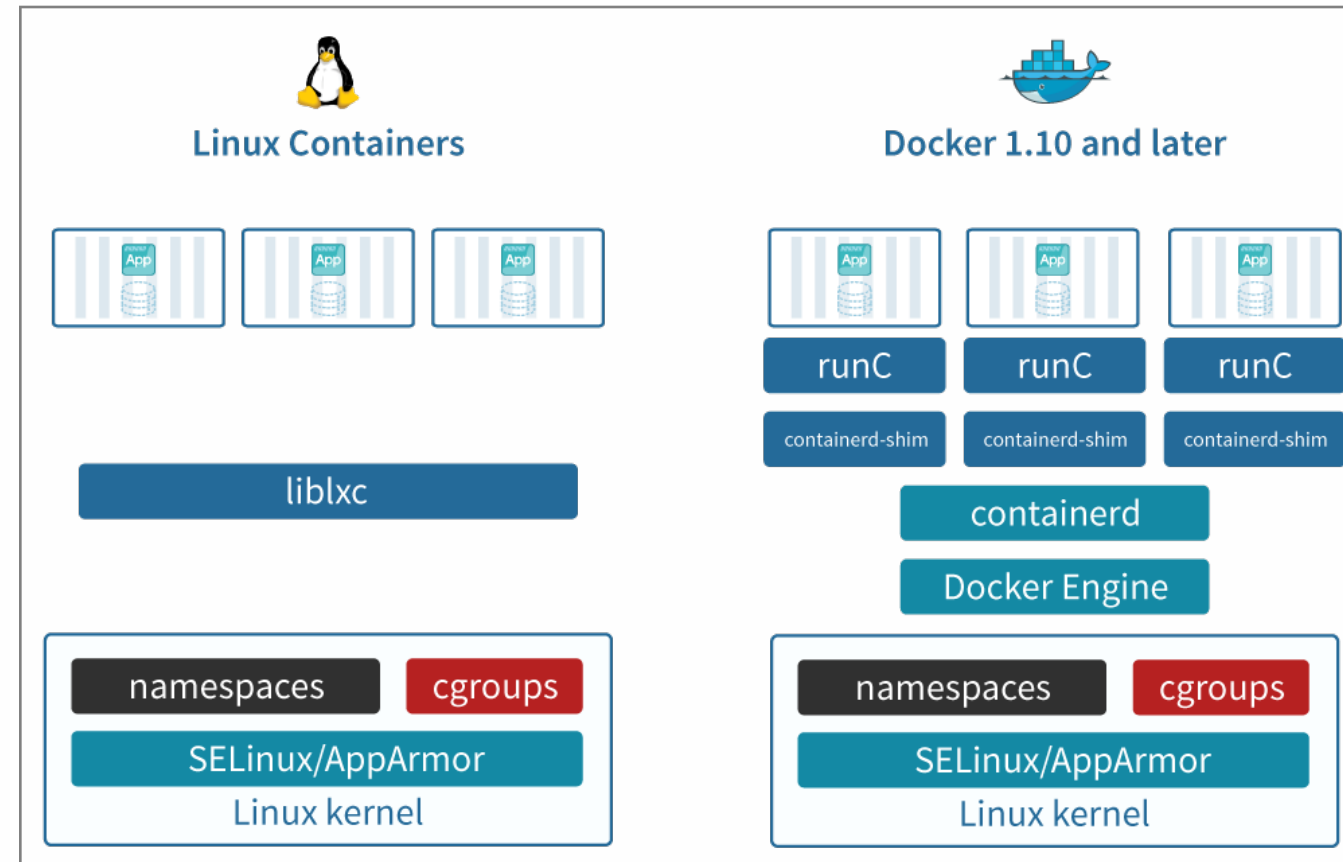 Linux Containers
App
App
App
liblxc
namespaces
cgroups
SELinux/AppArmor
Linux kernel
Docker 1.10 and later
App
App
App
runC
runC
runC
containerd-shim
containerd-shim
containerd-shim
containerd
Docker Engine
namespaces
cgroups
SELinux/AppArmor
Linux kernel